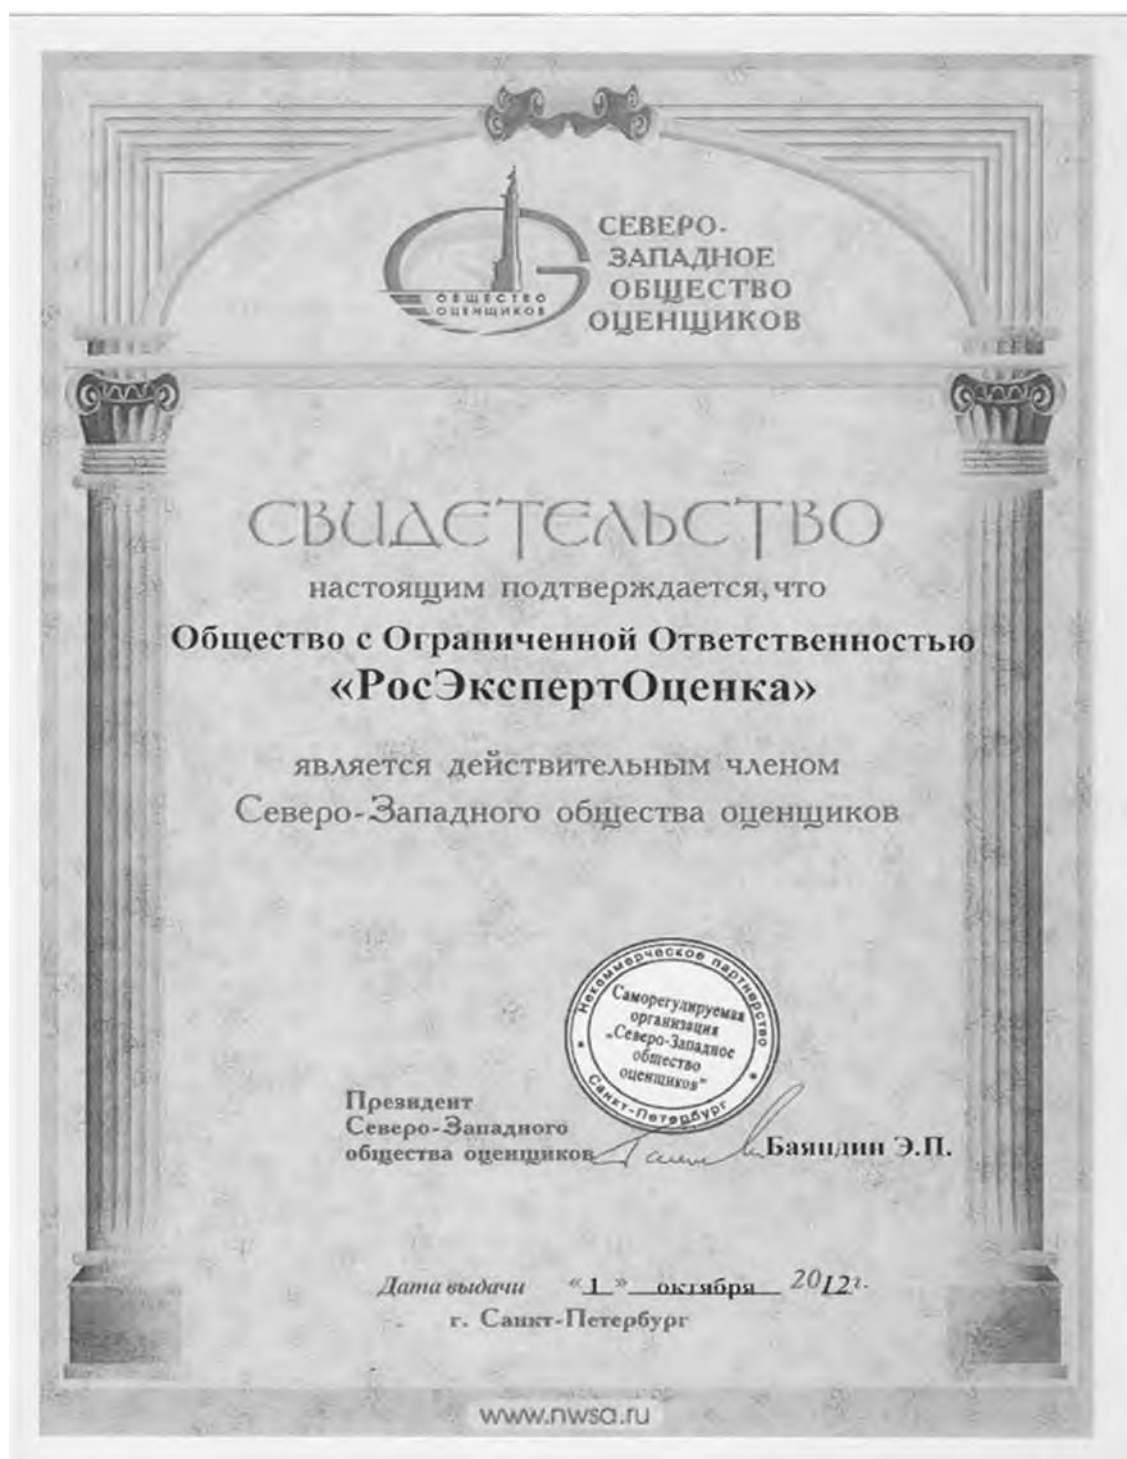 СЕВЕРО-
ЗАПАДНОЕ
ОБЩЕСТВО
ОЦЕНЩИКОВ
ОБЩЕСТВО
ОЦЕНЩИКОВ
СВИДЕТЕЛЬСТВО
настоящим подтверждается, что
Общество с Ограниченной Ответственностью
«РосЭкспертОценка»
является действительным членом
Северо-Западного общества оценщиков
Некоммерческое партнерство
Саморегулируемая
организация
„Северо-Западное
общество
оценщиков"
Санкт-Петербург
Президент
Северо-Западного
общества оценщиков
Баяндин Э.П.
Дата выдачи «1» октября 2012г.
г. Санкт-Петербург
www.nwsa.ru